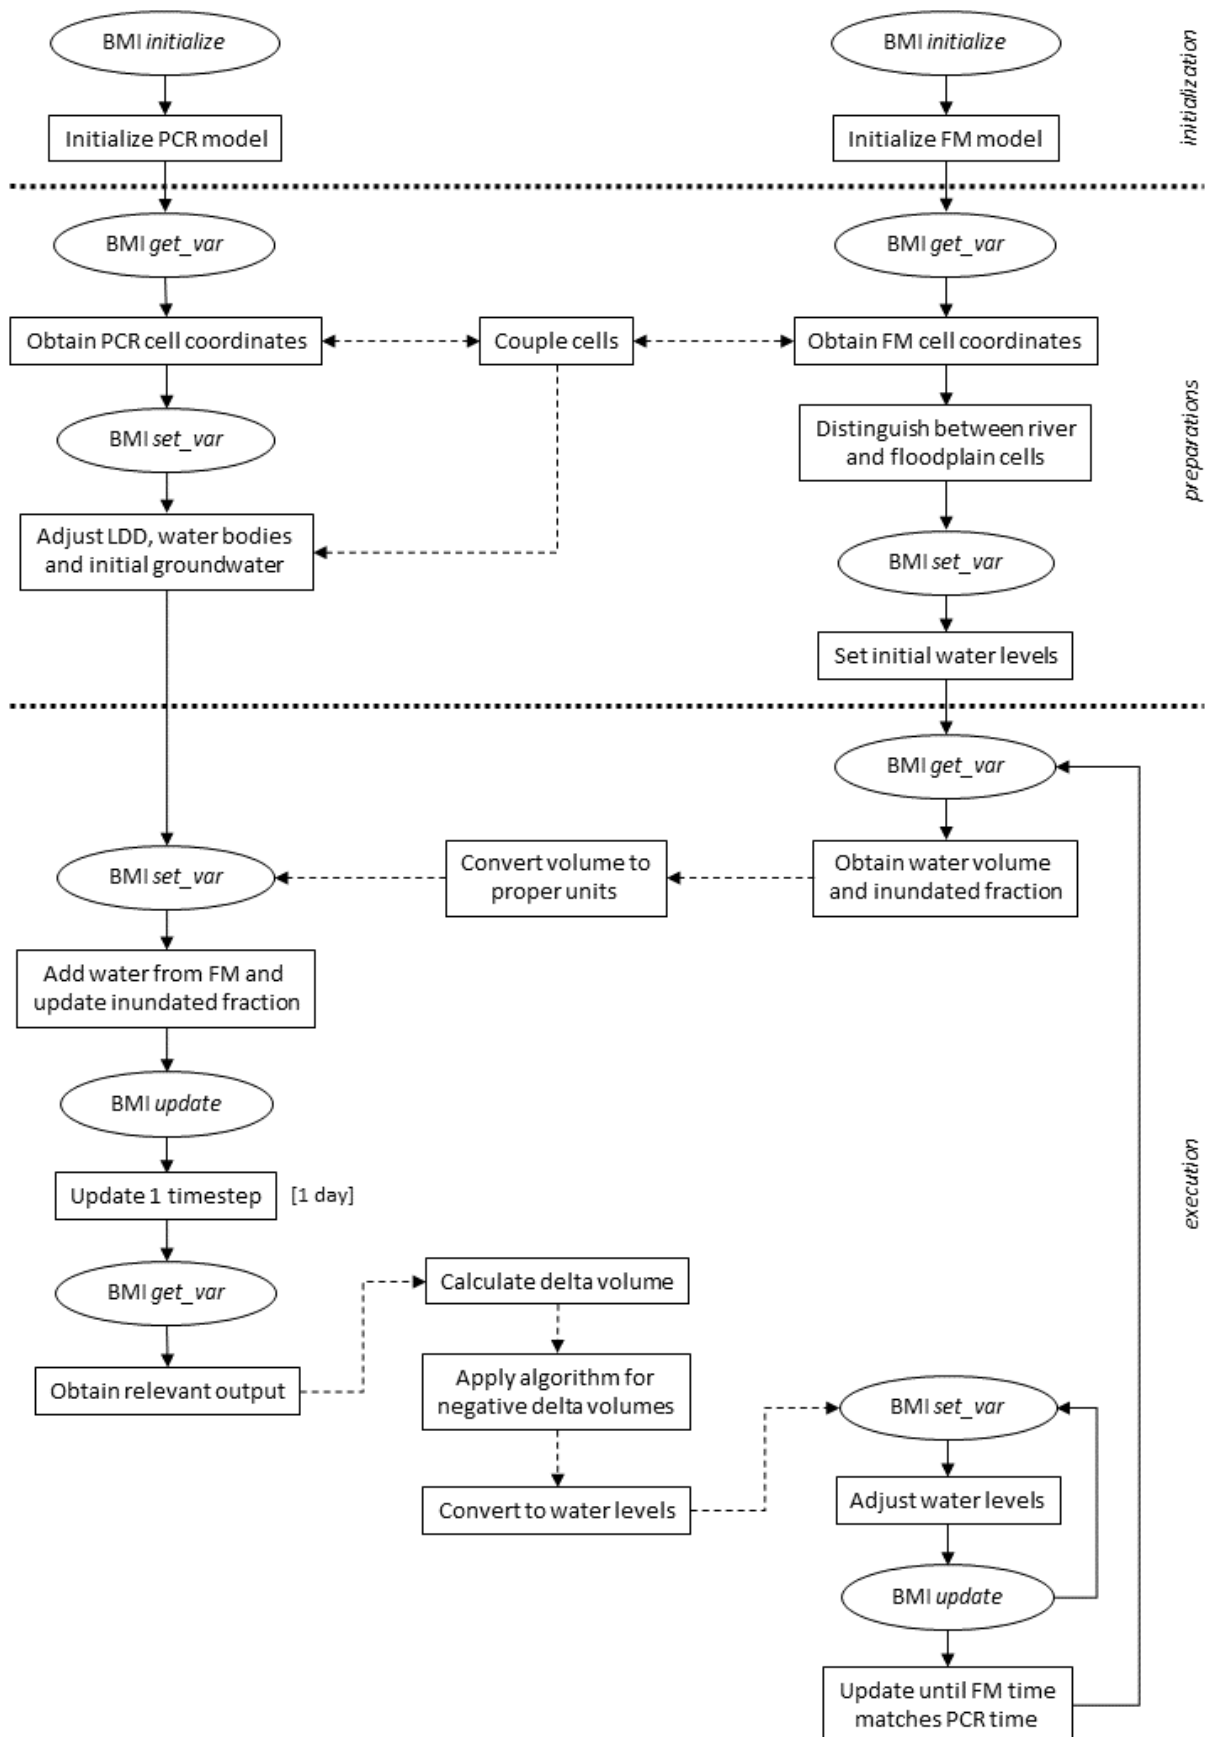 BMI initialize
BMI initialize
initialization
Initialize PCR model
Initialize FM model
BMI get_var
BMI get_var
Obtain PCR cell coordinates
Couple cells
Obtain FM cell coordinates
preparations
BMI set_var
Distinguish between river
and floodplain cells
Adjust LDD, water bodies
and initial groundwater
BMI set_var
Set initial water levels
BMI get_var
BMI set_var
Convert volume to
proper units
Obtain water volume
and inundated fraction
Add water from FM and
update inundated fraction
BMI update
execution
Update 1 timestep
[1 day]
BMI get_var
Calculate delta volume
Obtain relevant output
Apply algorithm for
negative delta volumes
BMI set_var
Convert to water levels
Adjust water levels
BMI update
Update until FM time
matches PCR time